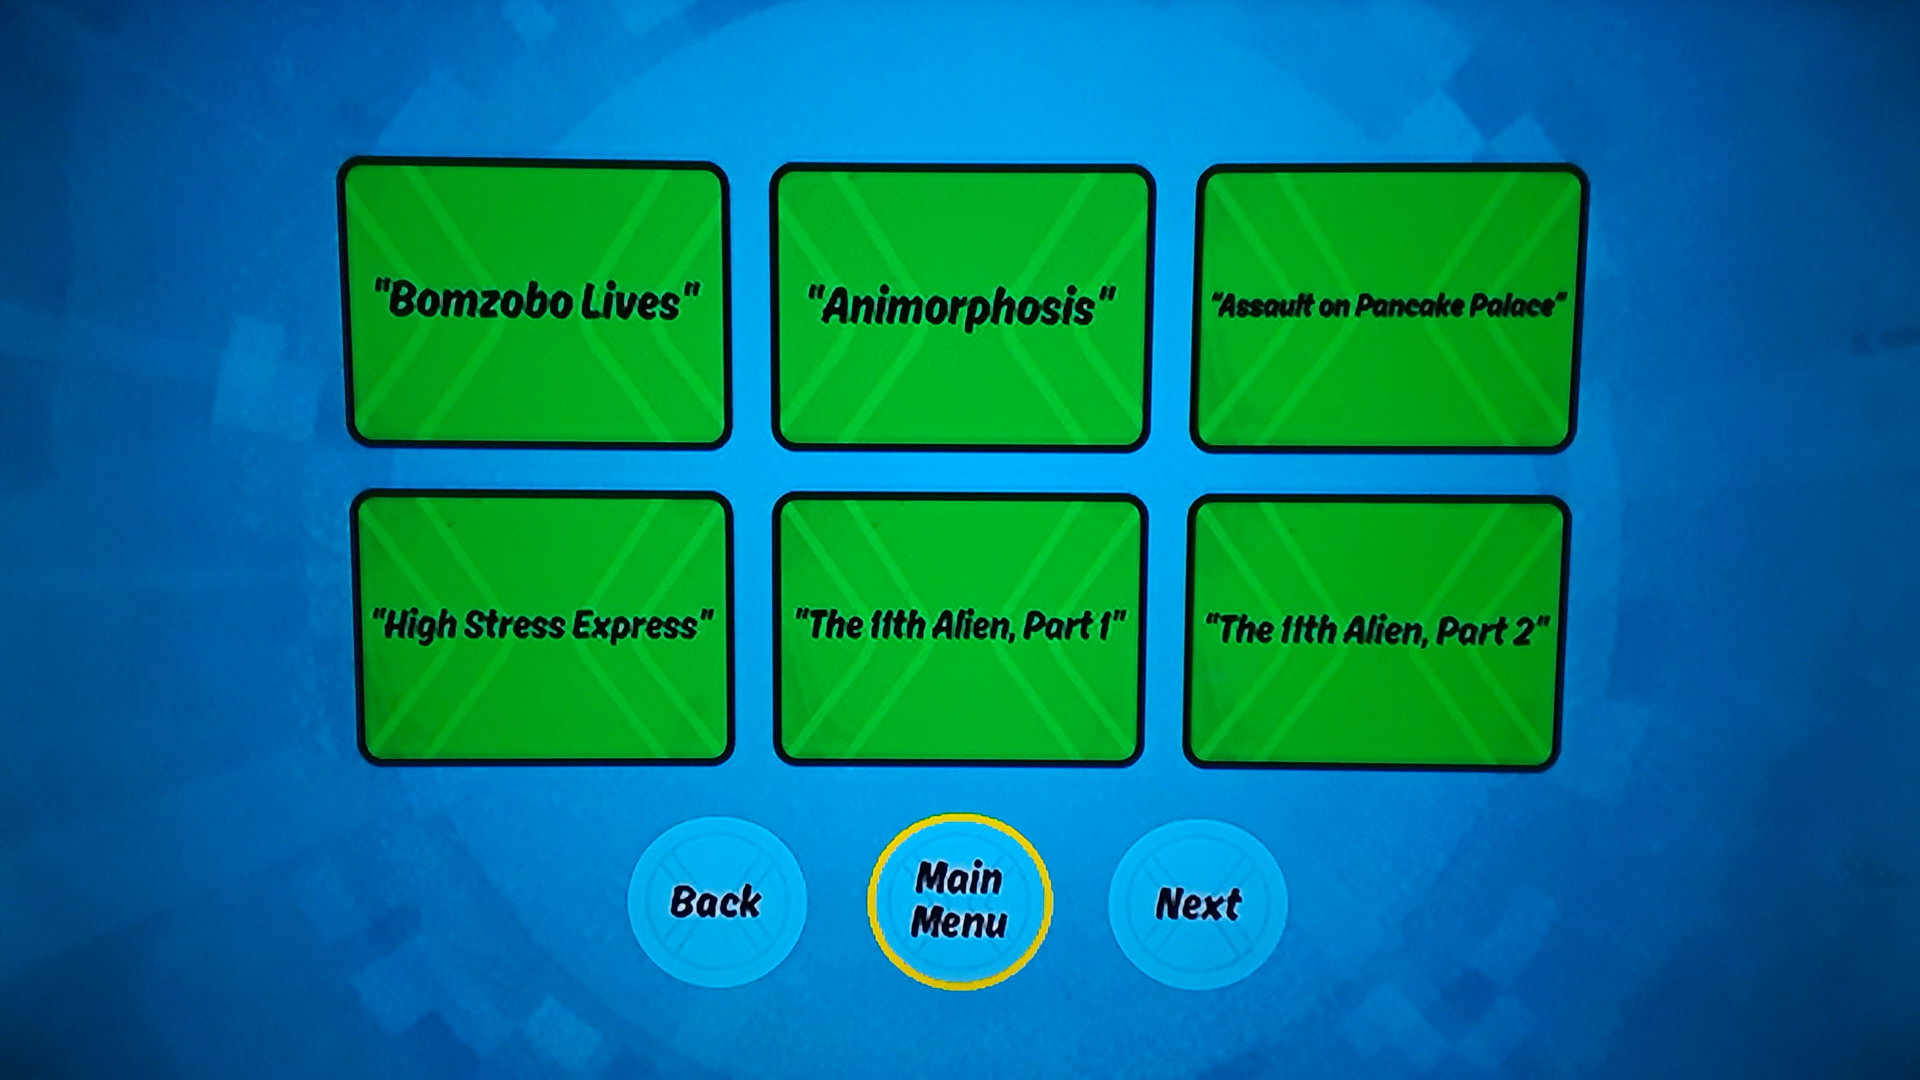 "Bomzobo Lives"
"Animorphosis"
"Assault on Pancake Palace"
"High Stress Express"
"The 11th Alien, Part 1"
"The 11th Alien, Part 2"
Back
Main
Menu
Next